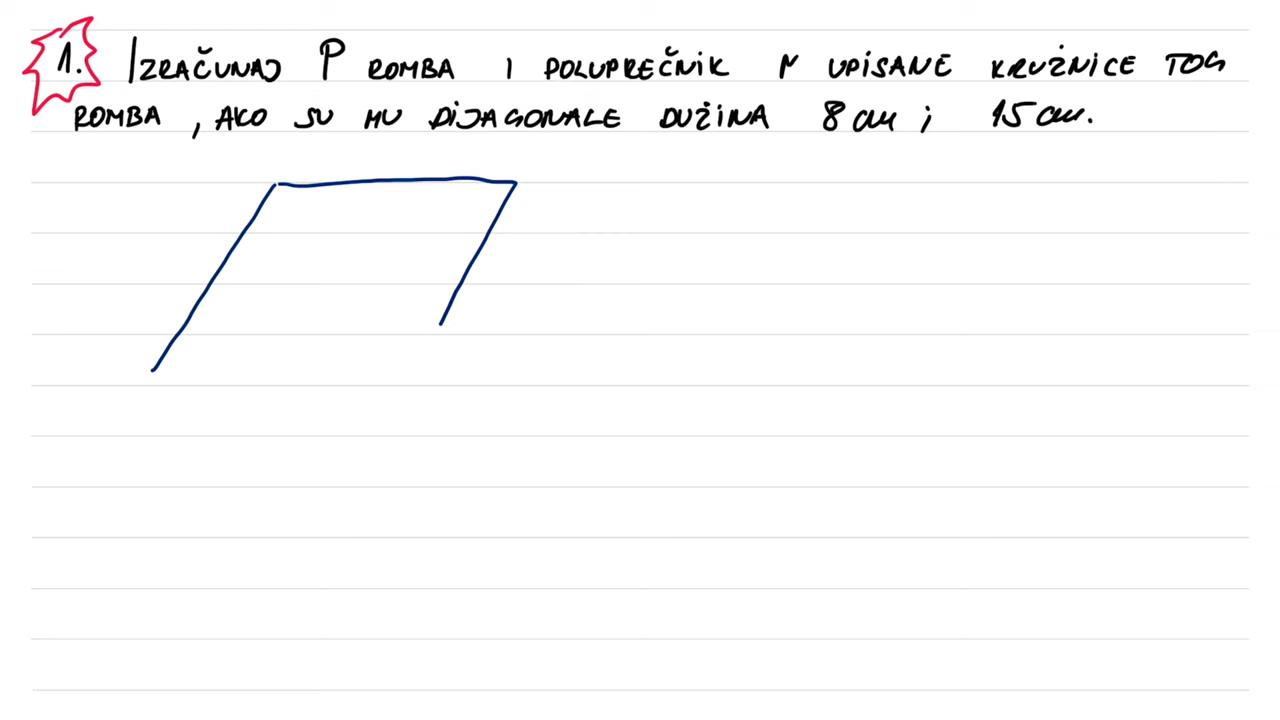 1. IZRAČUNAJ P ROMBA I POLUPREČNIK r UPISANE KRUŽNICE TOG
ROMBA, AKO SU MU DIJAGONALE DUŽINA 8 cm i 15 cm.